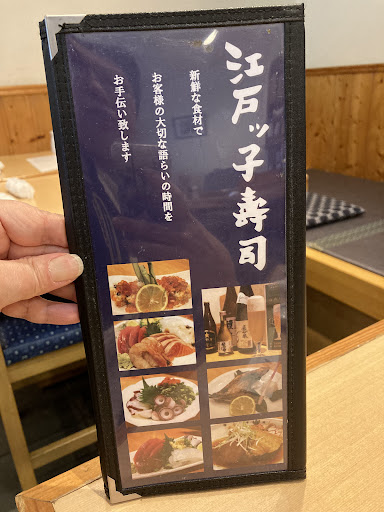 江戸ッ子寿司
新鮮な食材で
お客様の大切な語らいの時間を
お手伝い致します